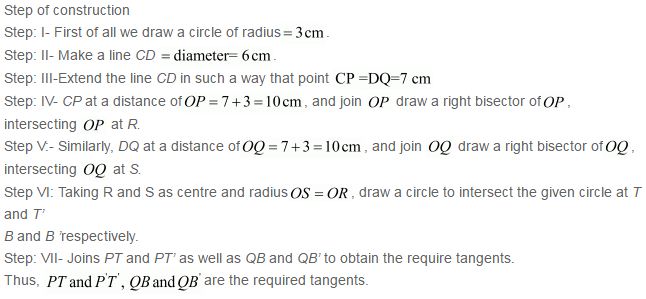 Step of construction
Step: I- First of all we draw a circle of radius = 3 cm .
Step: II- Make a line CD = diameter= 6 cm .
Step: III-Extend the line CD in such a way that point CP =DQ=7 cm
Step: IV- CP at a distance of OP = 7 + 3 = 10 cm , and join OP draw a right bisector of OP ,
intersecting OP at R.
Step V:- Similarly, DQ at a distance of OQ = 7 + 3 = 10 cm , and join OQ draw a right bisector of OQ ,
intersecting OQ at S.
Step VI: Taking R and S as centre and radius OS = OR , draw a circle to intersect the given circle at T
and T'
B and B 'respectively.
Step: VII- Joins PT and PT' as well as QB and QB' to obtain the require tangents.
Thus, PT and P'T' , QB and QB' are the required tangents.